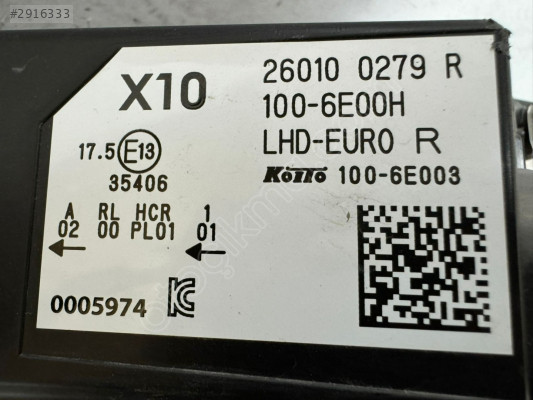 #2916333
X10
26010 0279 R
100-6E00H
LHD-EURO R
Koito 100-6E003
17.5 E13
35406
A RL HCR 1
02 00 PL01 01
0005974